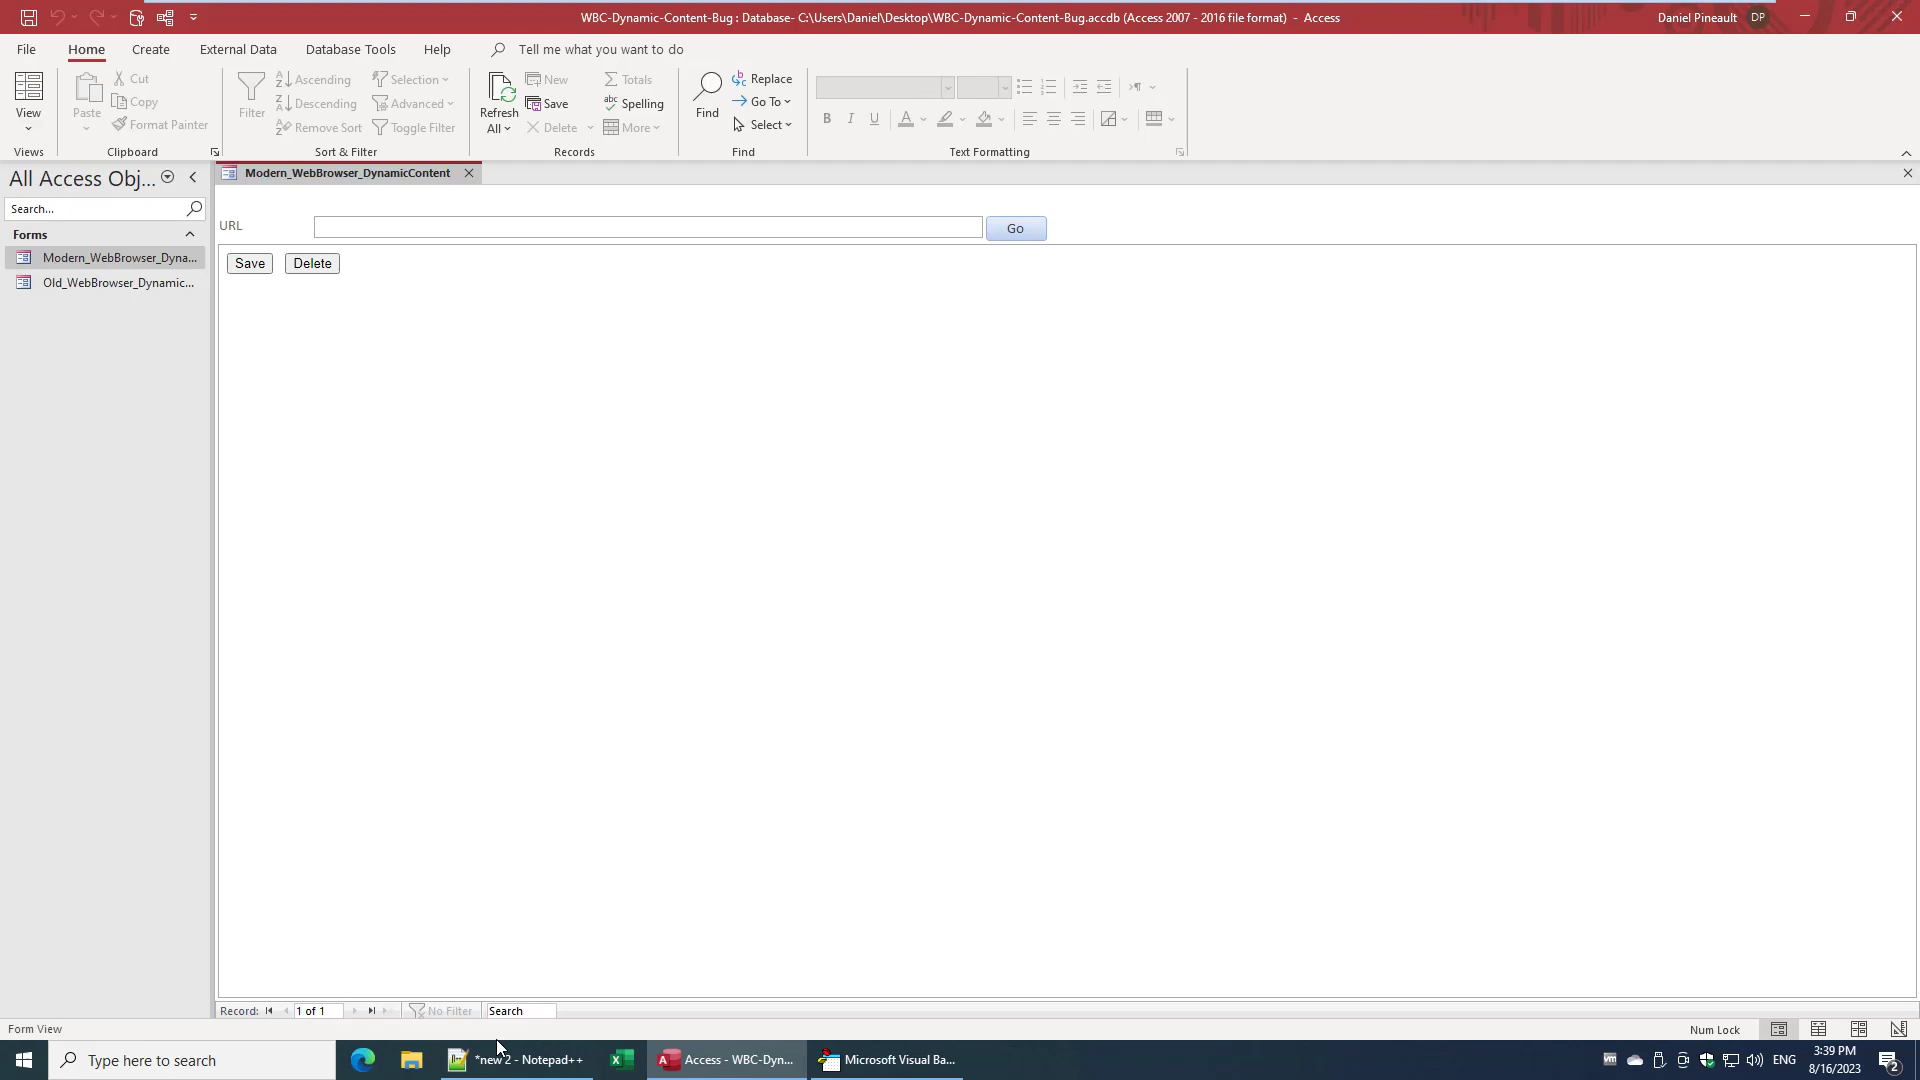 WBC-Dynamic-Content-Bug : Database- C:\Users\Daniel\Desktop\WBC-Dynamic-Content-Bug.accdb (Access 2007 - 2016 file format) - Access
Daniel Pineault DP
File Home Create External Data Database Tools Help Tell me what you want to do
View
Views
Paste
Cut
Copy
Format Painter
Clipboard
Filter
Ascending
Descending
Remove Sort
Selection
Advanced
Toggle Filter
Sort & Filter
Refresh
All
New
Save
Delete
Totals
Spelling
More
Records
Find
Replace
Go To
Select
Find
B I U A
Text Formatting
All Access Obj...
Search...
Forms
Modern_WebBrowser_Dyna...
Old_WebBrowser_Dynamic...
Modern_WebBrowser_DynamicContent
URL
Go
Save Delete
Record: 1 of 1 No Filter Search
Form View
Num Lock
Type here to search
*new 2 - Notepad++
Access - WBC-Dyn...
Microsoft Visual Ba...
ENG
3:39 PM
8/16/2023
2